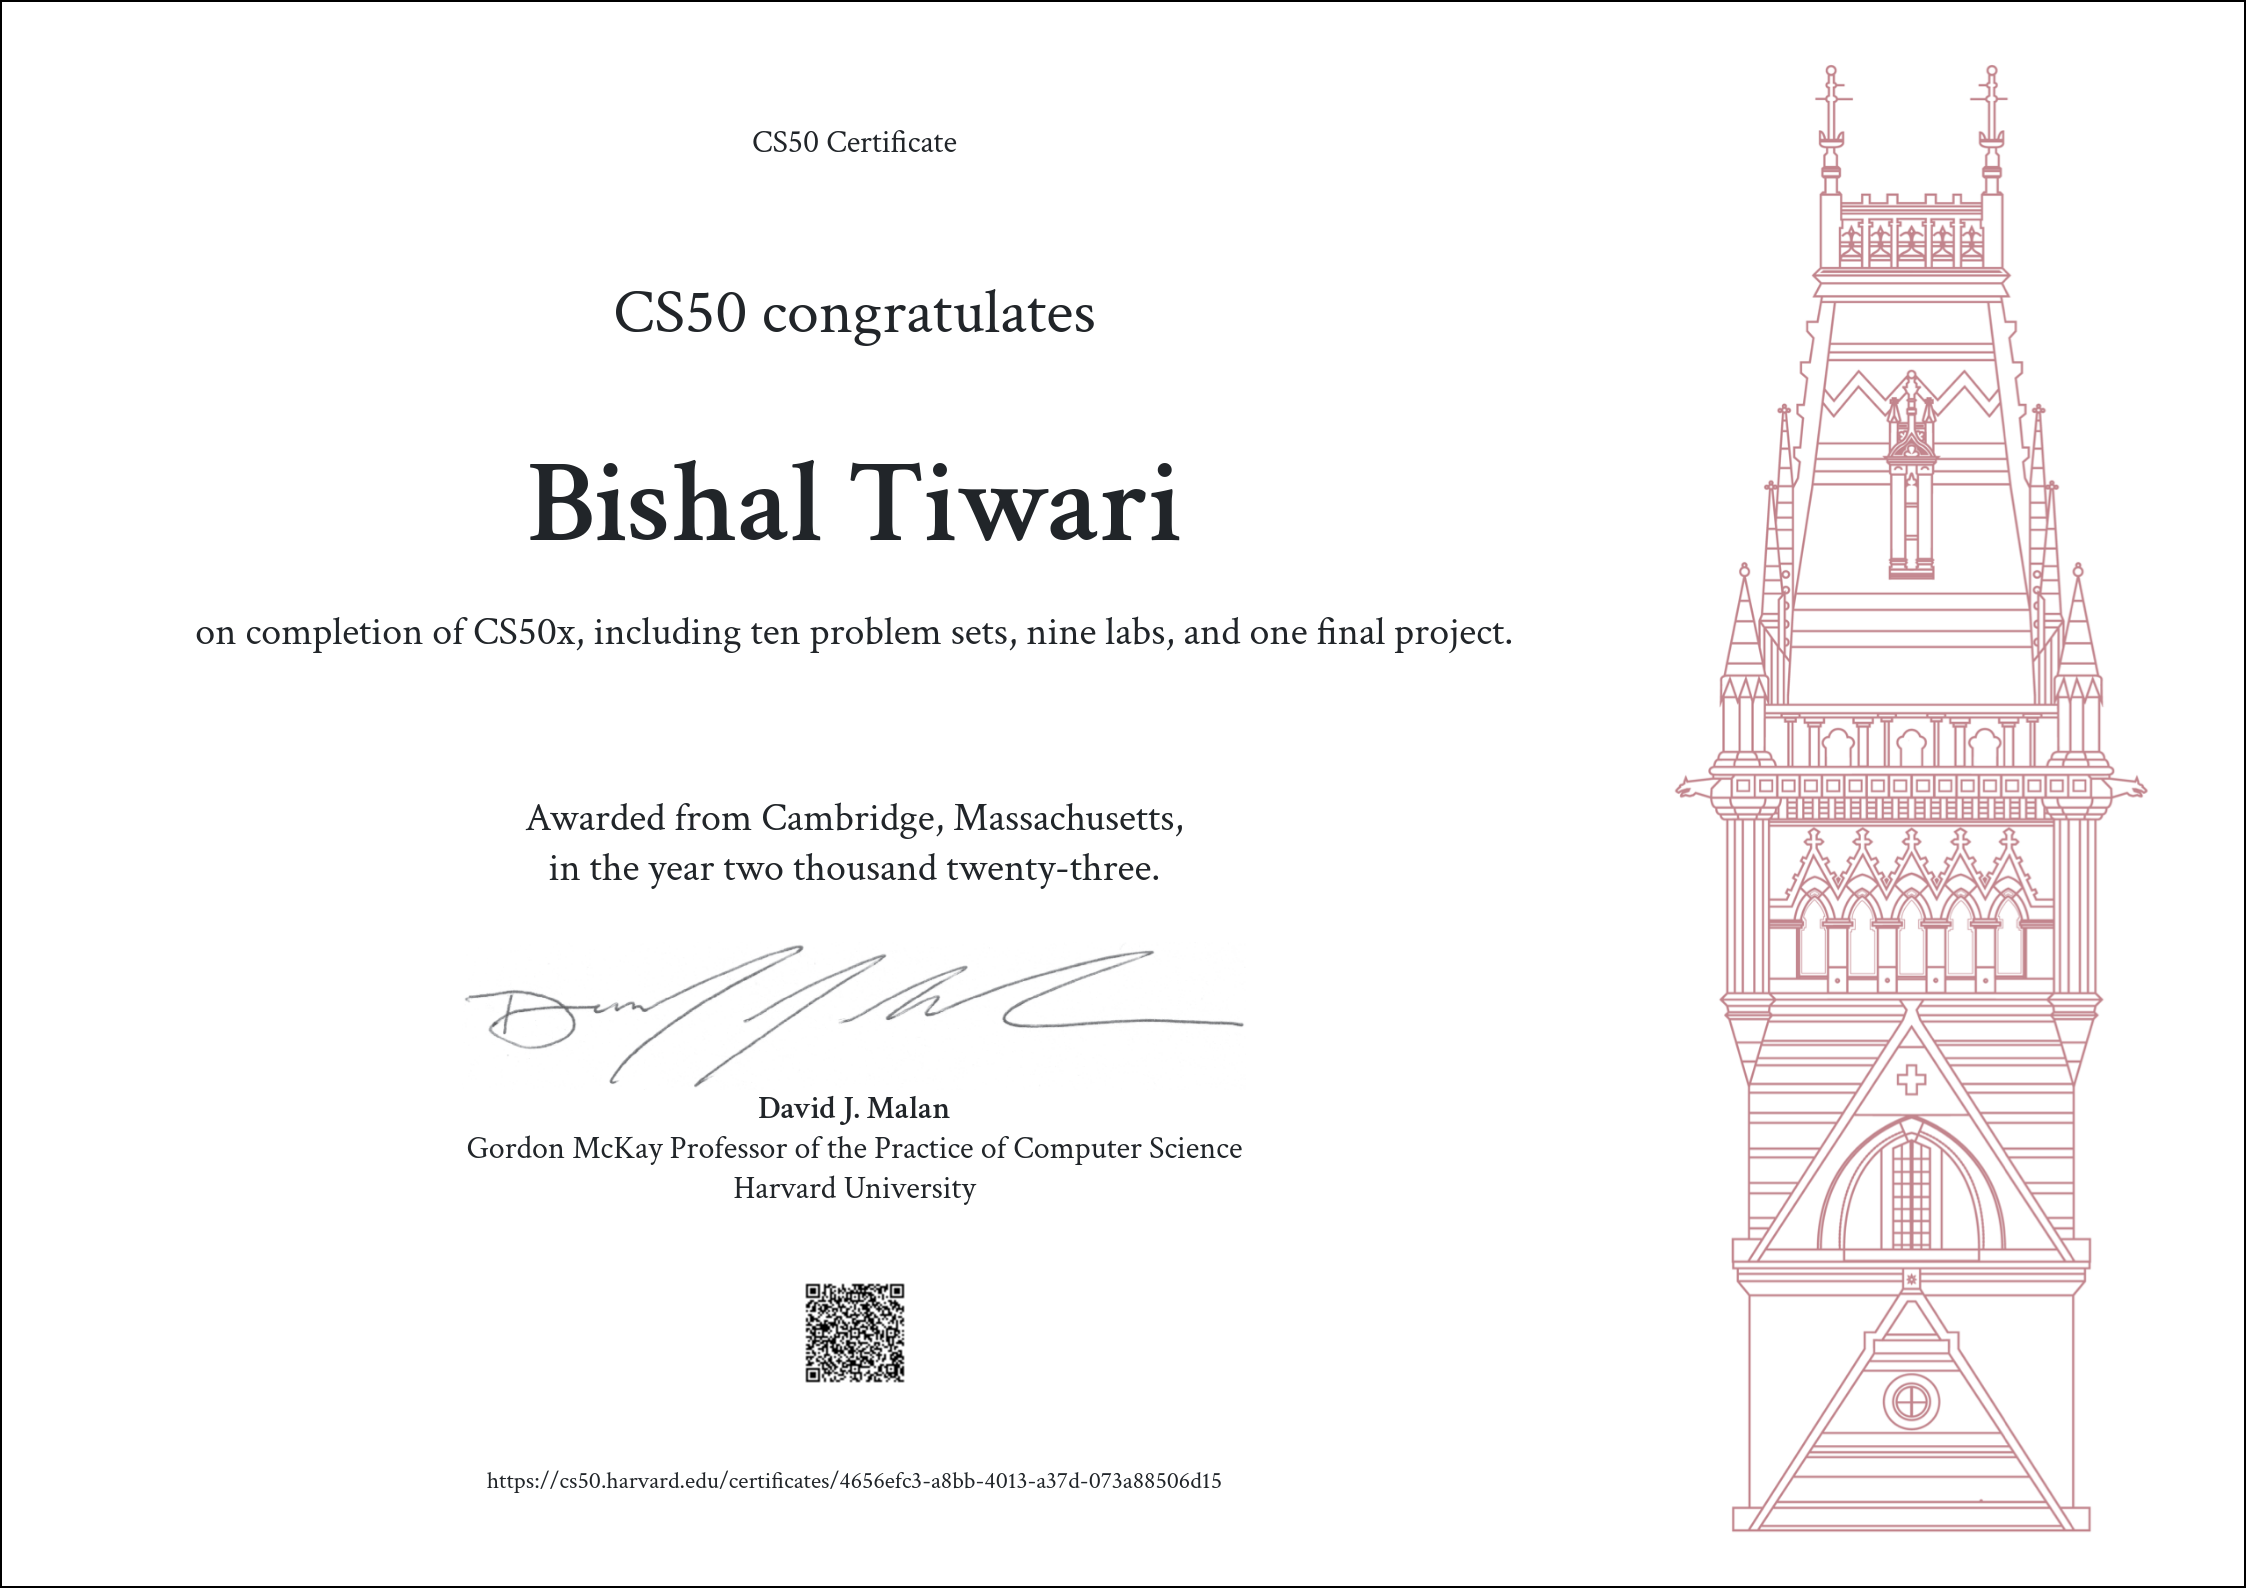 CS50 Certificate
CS50 congratulates
Bishal Tiwari
on completion of CS50x, including ten problem sets, nine labs, and one final project.
Awarded from Cambridge, Massachusetts,
in the year two thousand twenty-three.
David J. Malan
Gordon McKay Professor of the Practice of Computer Science
Harvard University
https://cs50.harvard.edu/certificates/4656efc3-a8bb-4013-a37d-073a88506d15